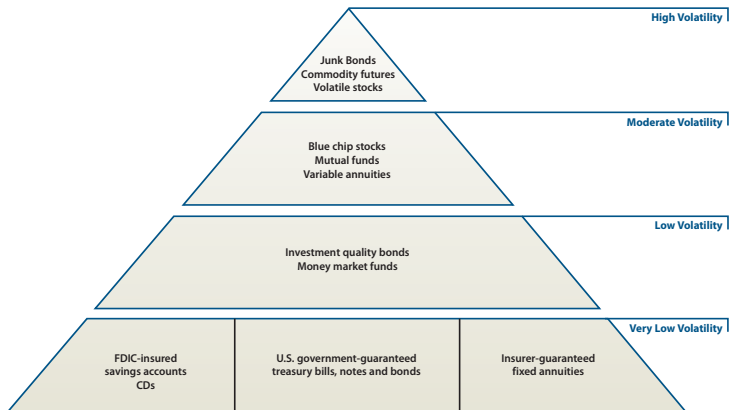 High Volatility
Junk Bonds
Commodity futures
Volatile stocks
Moderate Volatility
Blue chip stocks
Mutual funds
Variable annuities
Low Volatility
Investment quality bonds
Money market funds
Very Low Volatility
FDIC-insured
savings accounts
CDs
U.S. government-guaranteed
treasury bills, notes and bonds
Insurer-guaranteed
fixed annuities